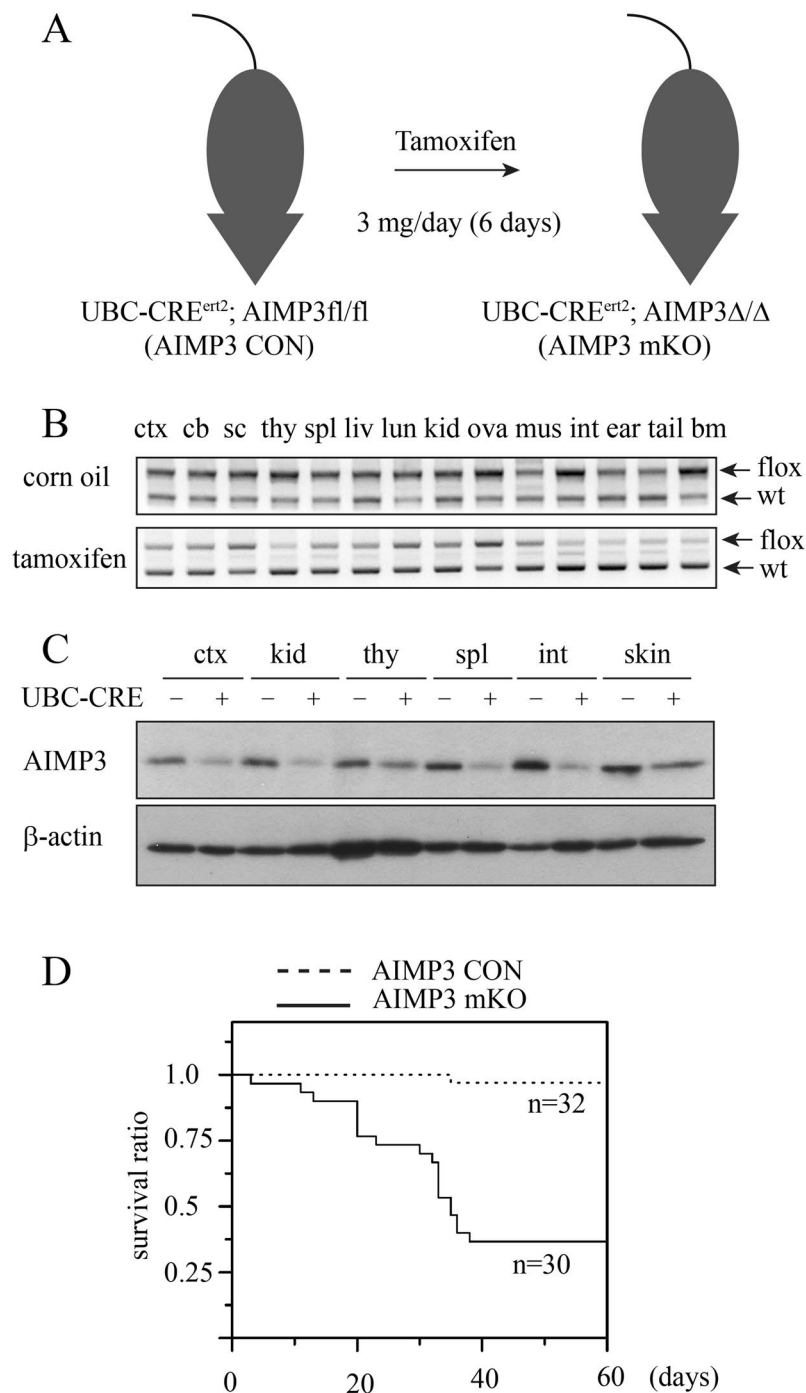 A
Tamoxifen
3 mg/day (6 days)
UBC-CREert2; AIMP3fl/fl
(AIMP3 CON)
UBC-CREert2; AIMP3Δ/Δ
(AIMP3 mKO)
B
ctx cb sc thy spl liv lun kid ova mus int ear tail bm
corn oil
flox
wt
tamoxifen
flox
wt
C
ctx kid thy spl int skin
UBC-CRE – + – + – + – + – + – +
AIMP3
β-actin
D
AIMP3 CON
AIMP3 mKO
survival ratio
1.0
0.75
0.5
0.25
n=32
n=30
0 20 40 60 (days)